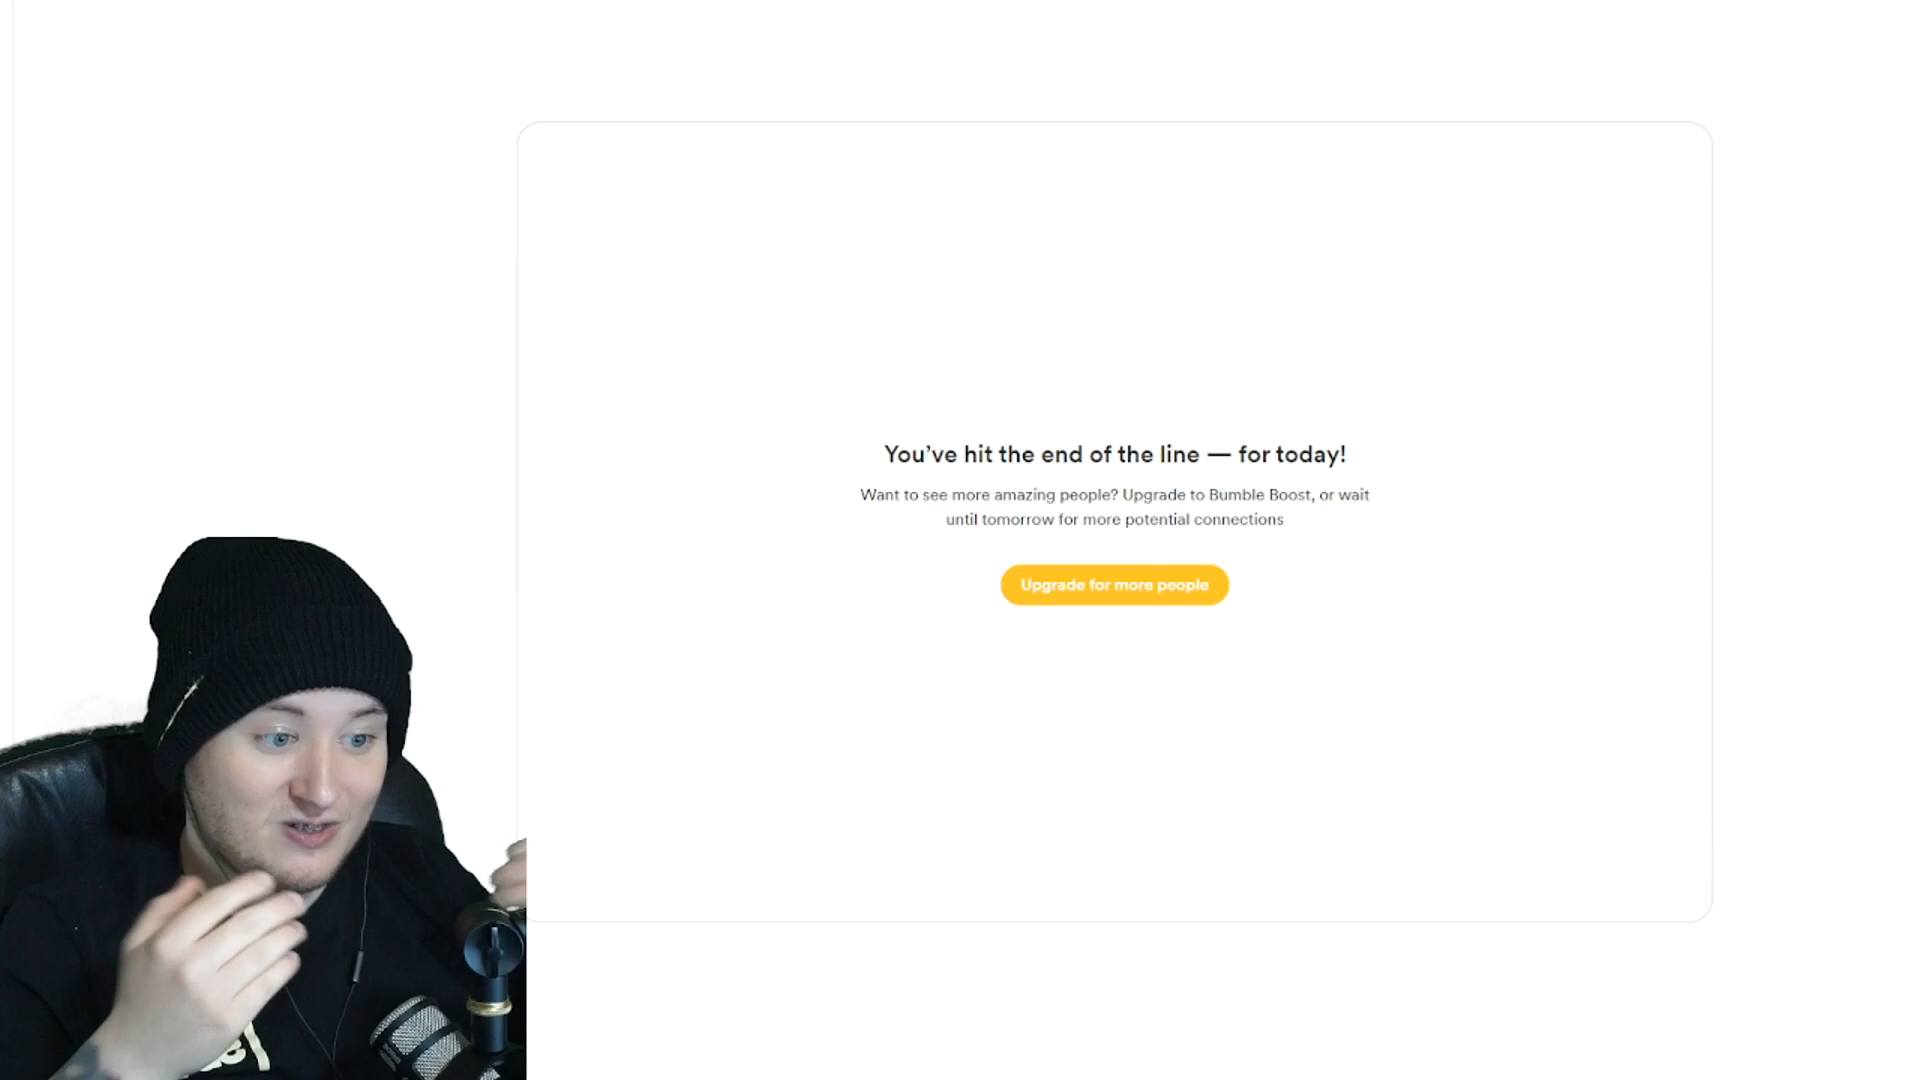 You’ve hit the end of the line — for today!
Want to see more amazing people? Upgrade to Bumble Boost, or wait
until tomorrow for more potential connections
Upgrade for more people